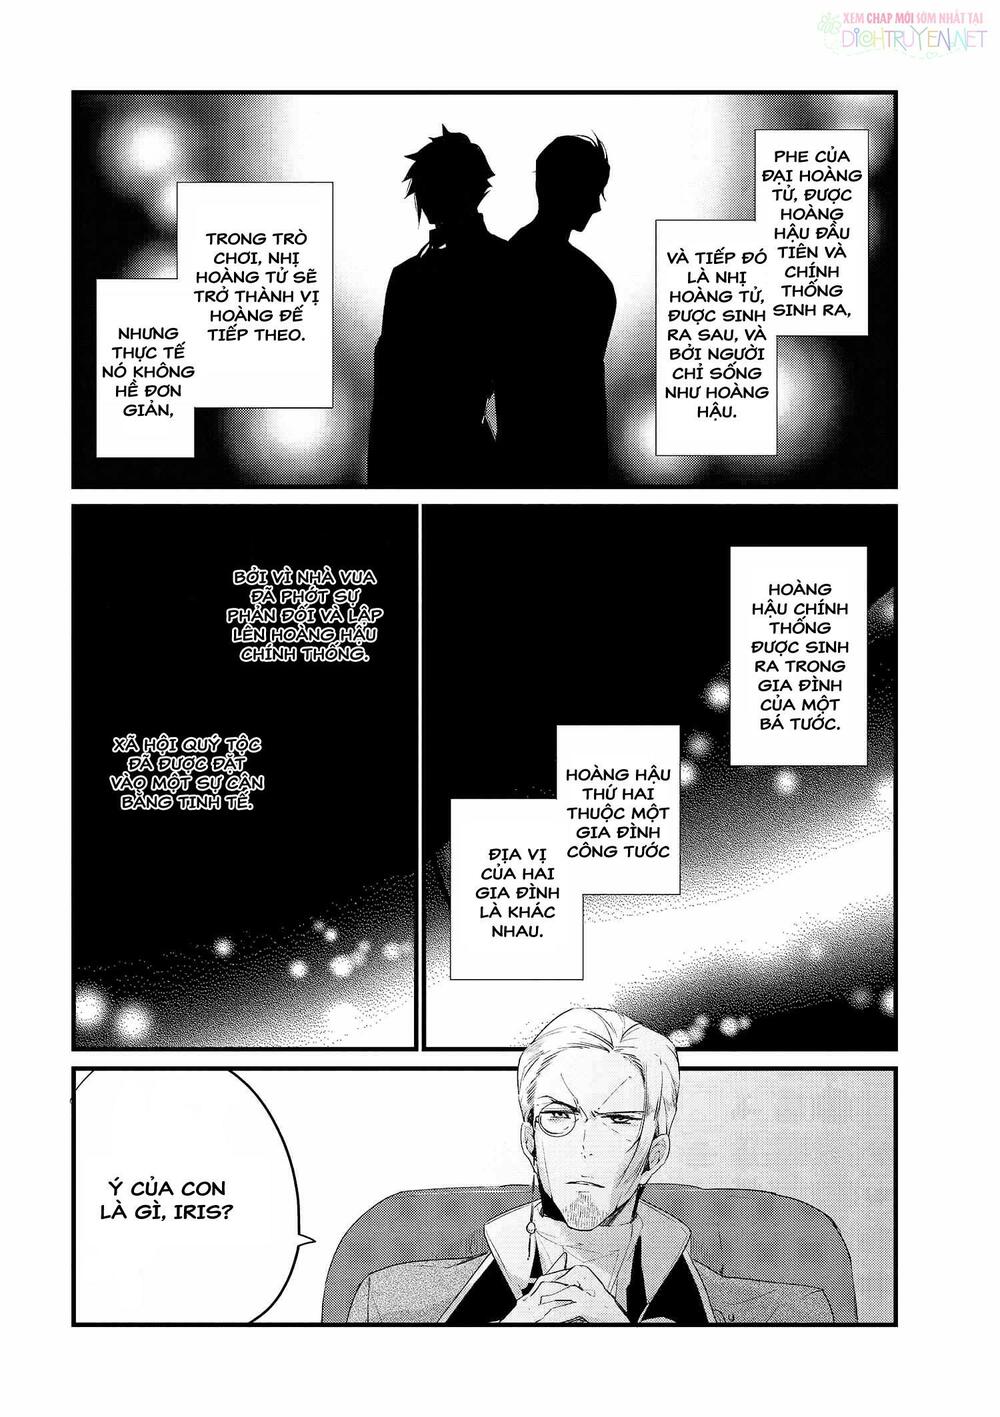 XEM CHAP MỚI SỚM NHẤT TẠI
DICHTRUYEN.NET
PHE CỦA
ĐẠI HOÀNG
TỬ, ĐƯỢC
HOÀNG
HẬU ĐẦU
TIÊN VÀ
CHÍNH
THỐNG
SINH RA,
VÀ TIẾP ĐÓ
LÀ NHỊ
HOÀNG TỬ,
ĐƯỢC SINH
RA SAU, VÀ
BỞI NGƯỜI
CHỈ SỐNG
NHƯ HOÀNG
HẬU.
TRONG TRÒ
CHƠI, NHỊ
HOÀNG TỬ SẼ
TRỞ THÀNH VỊ
HOÀNG ĐẾ
TIẾP THEO.
NHƯNG
THỰC TẾ
NÓ KHÔNG
HỀ ĐƠN
GIẢN,
HOÀNG
HẬU CHÍNH
THỐNG
ĐƯỢC SINH
RA TRONG
GIA ĐÌNH
CỦA MỘT
BÁ TƯỚC.
HOÀNG HẬU
THỨ HAI
THUỘC MỘT
GIA ĐÌNH
CÔNG TƯỚC
ĐỊA VỊ
CỦA HAI
GIA ĐÌNH
LÀ KHÁC
NHAU.
BỞI VÌ NHÀ VUA
ĐÃ PHỚT SỰ
PHẢN ĐỐI VÀ LẬP
LÊN HOÀNG HẬU
CHÍNH THỐNG.
XÃ HỘI QUÝ TỘC
ĐÃ ĐƯỢC ĐẶT
VÀO MỘT SỰ CÂN
BẰNG TINH TẾ.
Ý CỦA CON
LÀ GÌ, IRIS?